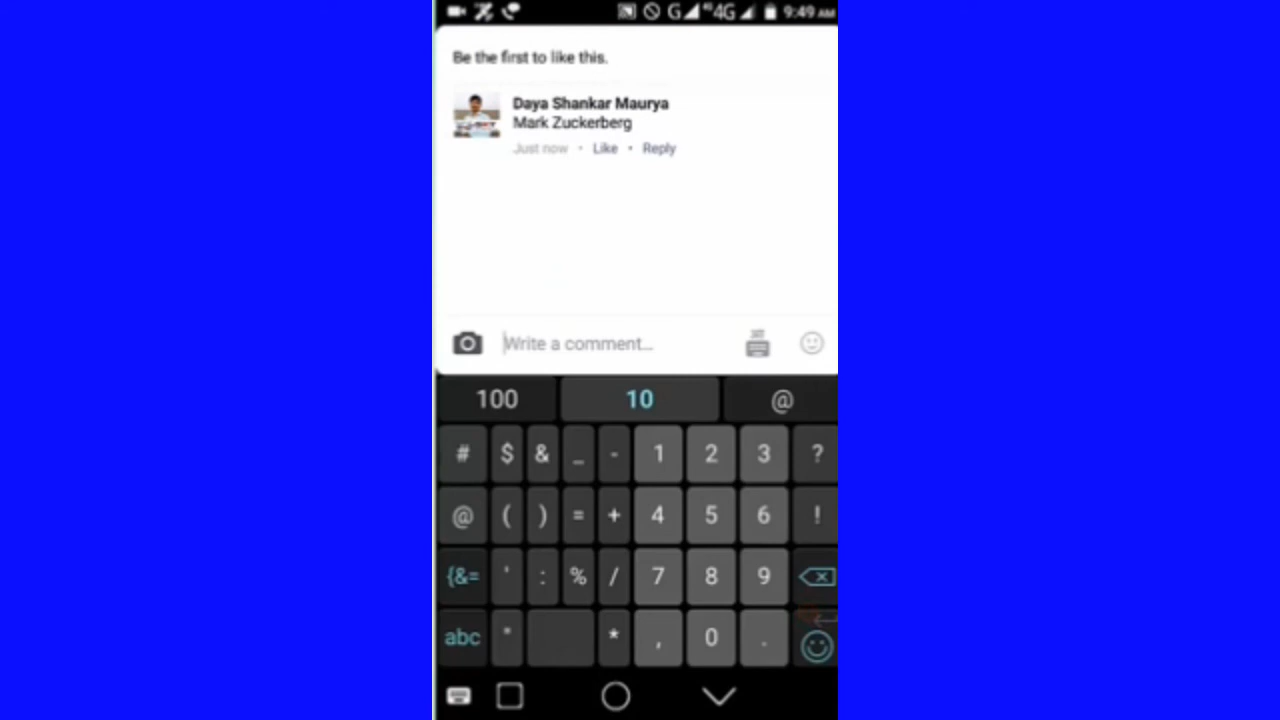 G 4G 4G 9:49 AM
Be the first to like this.
Daya Shankar Maurya
Mark Zuckerberg
Just now • Like • Reply
Write a comment...
100 10 @
# $ & _ - 1 2 3 ?
@ ( ) = + 4 5 6 !
{&= ' : % / 7 8 9
abc " * , 0 .